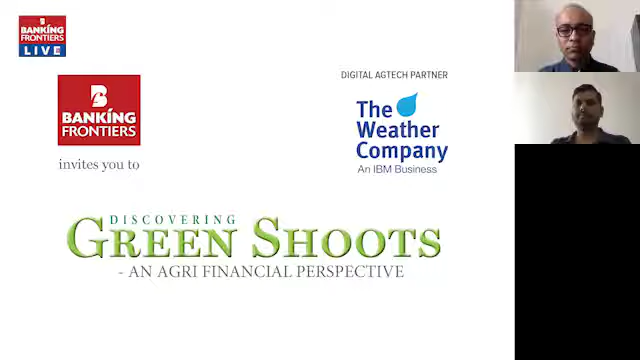 BANKING
FRONTIERS
LIVE
DIGITAL AGTECH PARTNER
B
BANKING
FRONTIERS
The
Weather
Company
An IBM Business
invites you to
DISCOVERING
GREEN SHOOTS
- AN AGRI FINANCIAL PERSPECTIVE